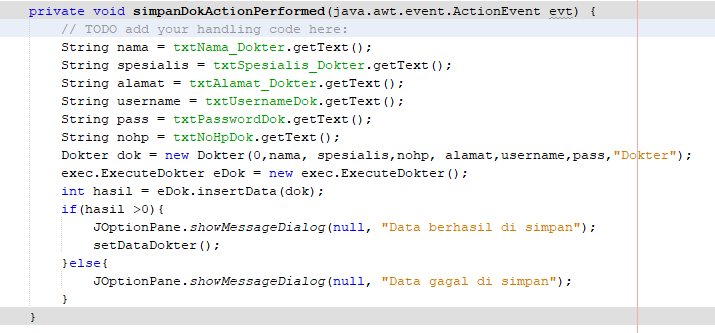 private void simpanDokActionPerformed(java.awt.event.ActionEvent evt) {
    // TODO add your handling code here:
    String nama = txtNama_Dokter.getText();
    String spesialis = txtSpesialis_Dokter.getText();
    String alamat = txtAlamat_Dokter.getText();
    String username = txtUsernameDok.getText();
    String pass = txtPasswordDok.getText();
    String nohp = txtNoHpDok.getText();
    Dokter dok = new Dokter(0,nama, spesialis,nohp, alamat,username,pass,"Dokter");
    exec.ExecuteDokter eDok = new exec.ExecuteDokter();
    int hasil = eDok.insertData(dok);
    if(hasil >0){
        JOptionPane.showMessageDialog(null, "Data berhasil di simpan");
        setDataDokter();
    }else{
        JOptionPane.showMessageDialog(null, "Data gagal di simpan");
    }
}